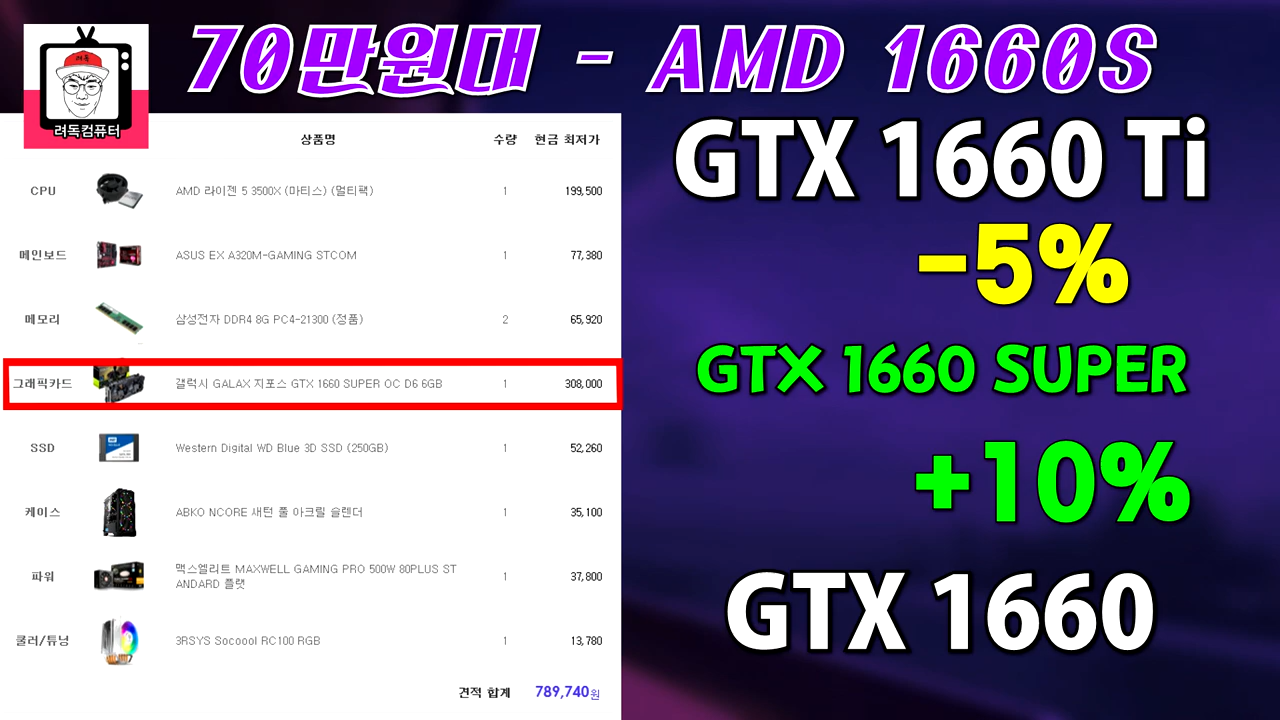 70만원대 - AMD 1660S
려독
려독컴퓨터
상품명 수량 현금 최저가
CPU AMD 라이젠 5 3500X (마티스) (멀티팩) 1 199,500
메인보드 ASUS EX A320M-GAMING STCOM 1 77,380
메모리 삼성전자 DDR4 8G PC4-21300 (정품) 2 65,920
그래픽카드 갤럭시 GALAX 지포스 GTX 1660 SUPER OC D6 6GB 1 308,000
SSD Western Digital WD Blue 3D SSD (250GB) 1 52,260
케이스 ABKO NCORE 새턴 풀 아크릴 슬렌더 1 35,100
파워 맥스엘리트 MAXWELL GAMING PRO 500W 80PLUS ST
ANDARD 플랫 1 37,800
쿨러/튜닝 3RSYS Socoool RC100 RGB 1 13,780
견적 합계 789,740원
GTX 1660 Ti
-5%
GTX 1660 SUPER
+10%
GTX 1660